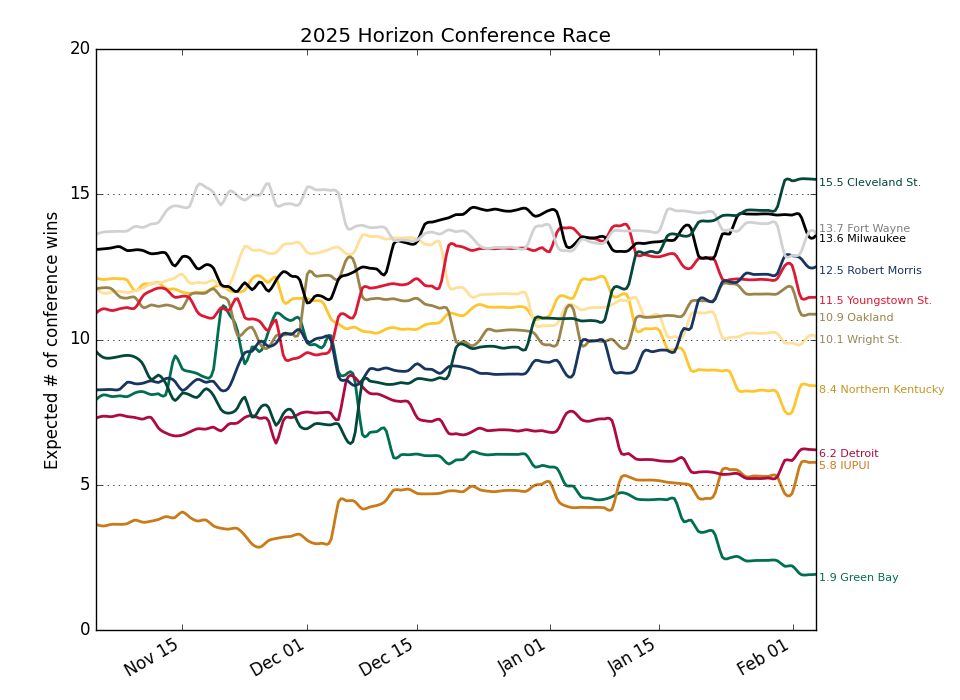 2025 Horizon Conference Race
Expected # of conference wins
20
15
10
5
0
Nov 15
Dec 01
Dec 15
Jan 01
Jan 15
Feb 01
15.5 Cleveland St.
13.7 Fort Wayne
13.6 Milwaukee
12.5 Robert Morris
11.5 Youngstown St.
10.9 Oakland
10.1 Wright St.
8.4 Northern Kentucky
6.2 Detroit
5.8 IUPUI
1.9 Green Bay